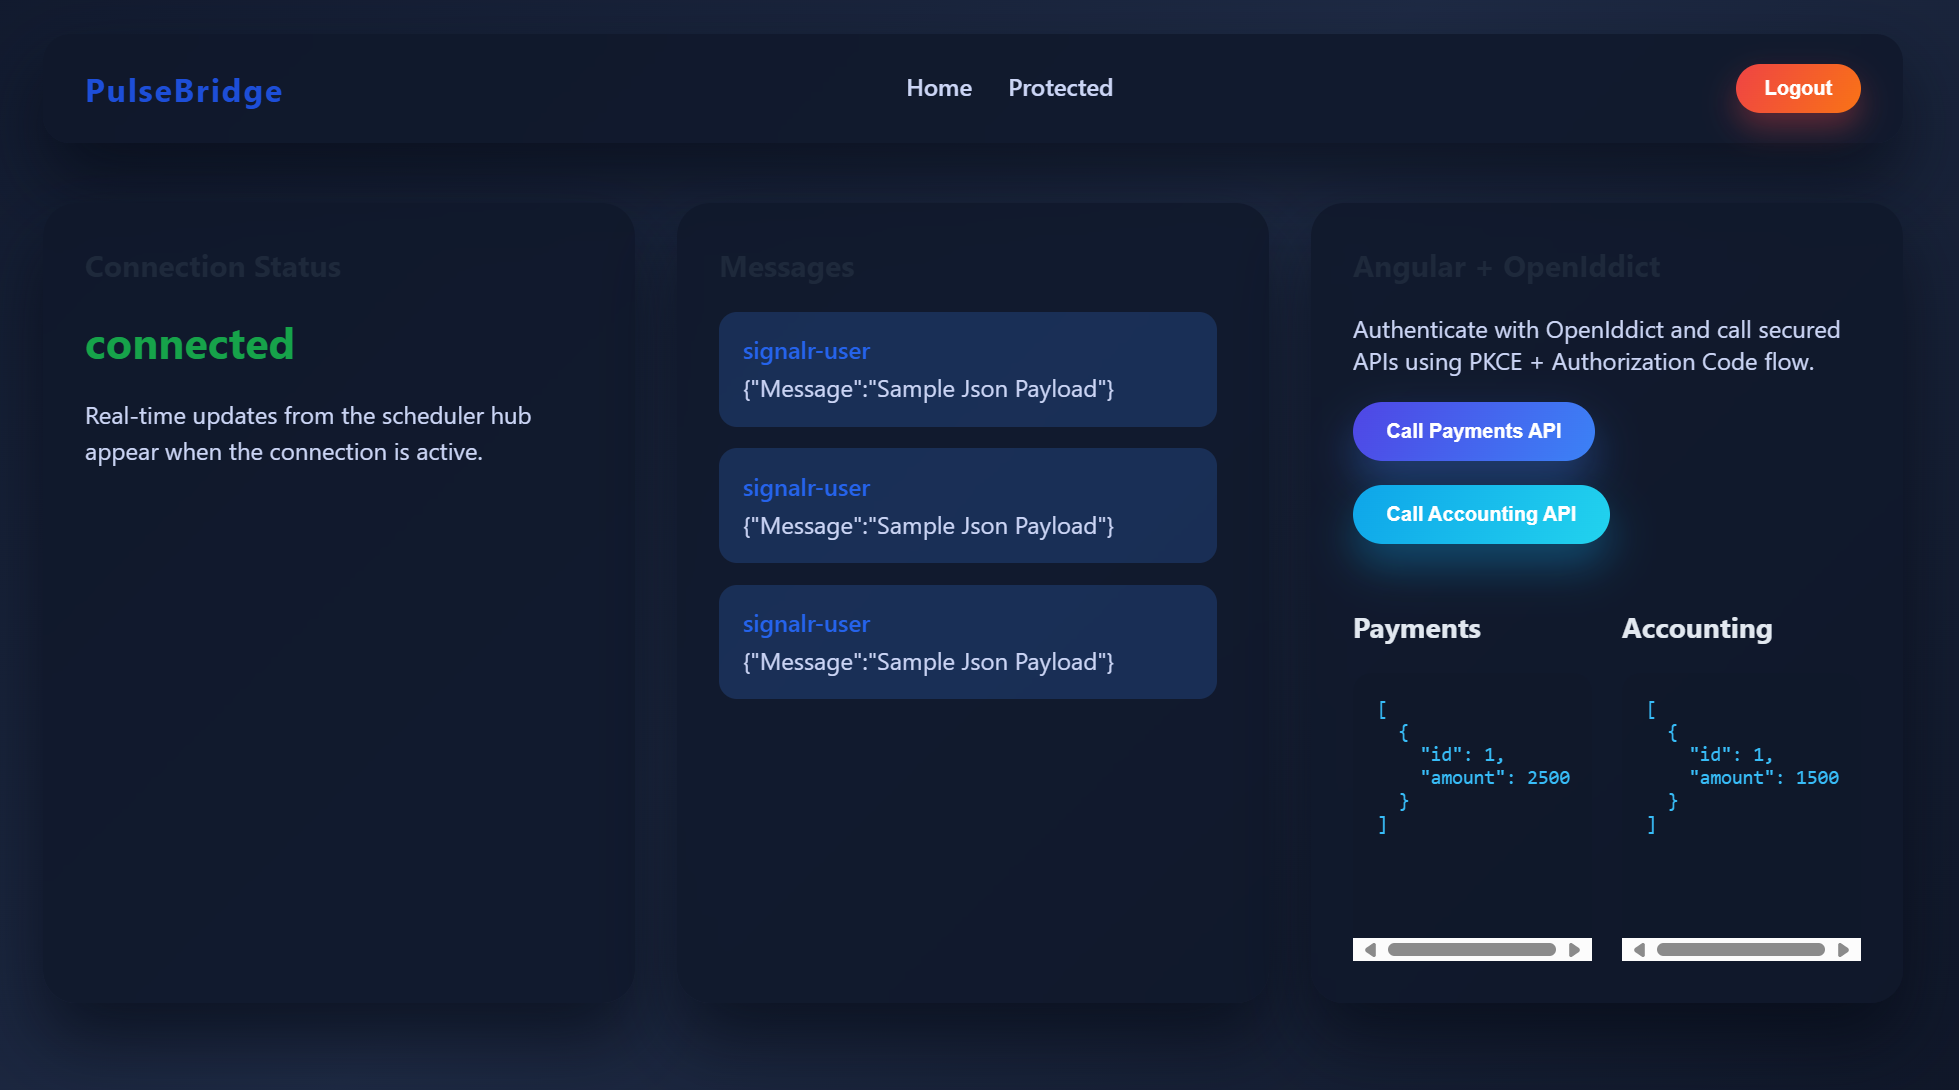 PulseBridge
Home
Protected
Logout
Connection Status
connected
Real-time updates from the scheduler hub
appear when the connection is active.
Messages
signalr-user
{"Message":"Sample Json Payload"}
signalr-user
{"Message":"Sample Json Payload"}
signalr-user
{"Message":"Sample Json Payload"}
Angular + OpenIddict
Authenticate with OpenIddict and call secured
APIs using PKCE + Authorization Code flow.
Call Payments API
Call Accounting API
Payments
[
  {
    "id": 1,
    "amount": 2500
  }
]
Accounting
[
  {
    "id": 1,
    "amount": 1500
  }
]